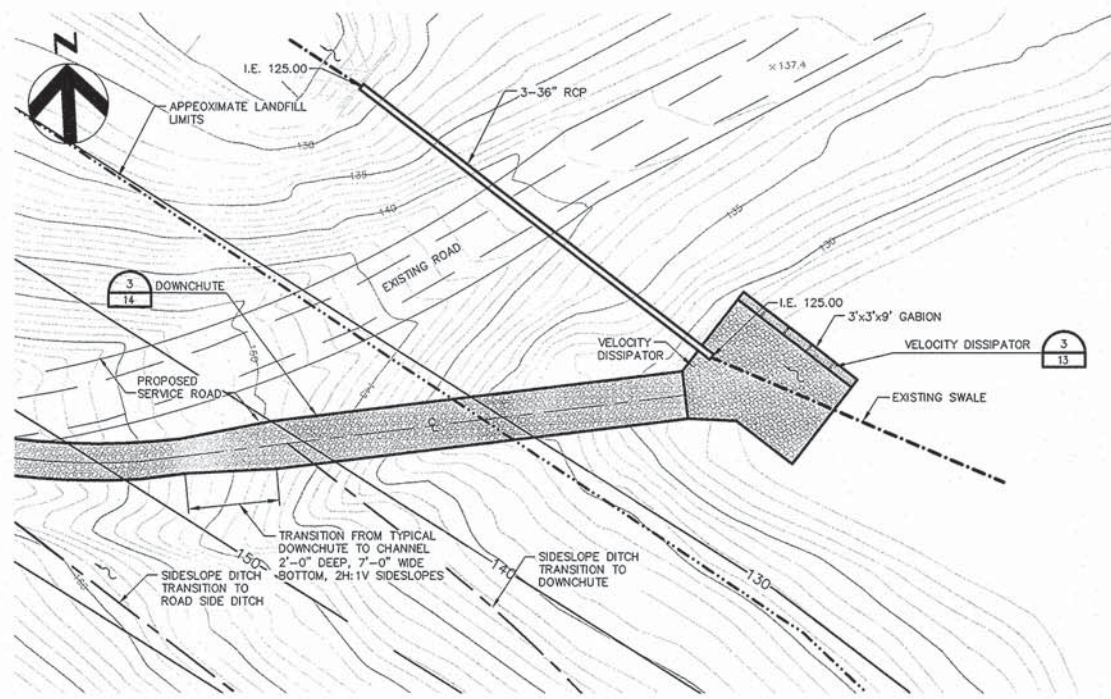 N
I.E. 125.00
APPEOXIMATE LANDFILL
LIMITS
3-36" RCP
×137.4
130
135
140
135
130
EXISTING ROAD
3
14
DOWNCHUTE
150
145
PROPOSED
SERVICE ROAD
I.E. 125.00
3'x3'x9' GABION
VELOCITY
DISSIPATOR
VELOCITY DISSIPATOR
3
13
EXISTING SWALE
TRANSITION FROM TYPICAL
DOWNCHUTE TO CHANNEL
2'-0" DEEP, 7'-0" WIDE
BOTTOM, 2H:1V SIDESLOPES
150
140
130
SIDESLOPE DITCH
TRANSITION TO
ROAD SIDE DITCH
SIDESLOPE DITCH
TRANSITION TO
DOWNCHUTE